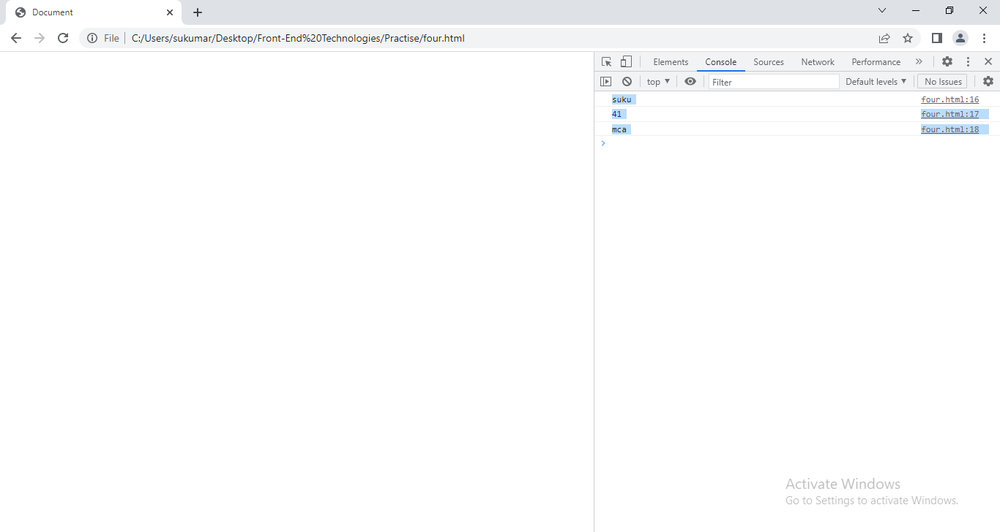 Document
File C:/Users/sukumar/Desktop/Front-End%20Technologies/Practise/four.html
Elements Console Sources Network Performance »
top ▼ Filter Default levels ▼ No Issues
suku four.html:16
41 four.html:17
mca four.html:18
Activate Windows
Go to Settings to activate Windows.